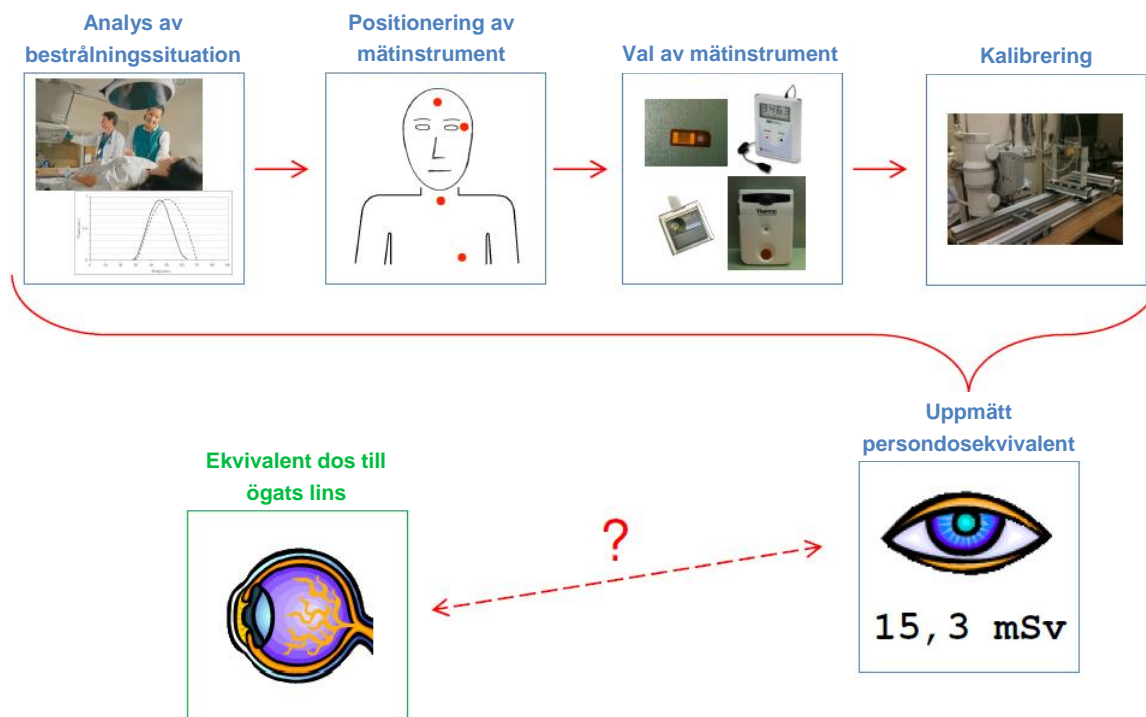 Analys av
bestrålningssituation
Positionering av
mätinstrument
Val av mätinstrument
Kalibrering
Thermo
Uppmätt
persondosekvivalent
Ekvivalent dos till
ögats lins
?
15,3 mSv